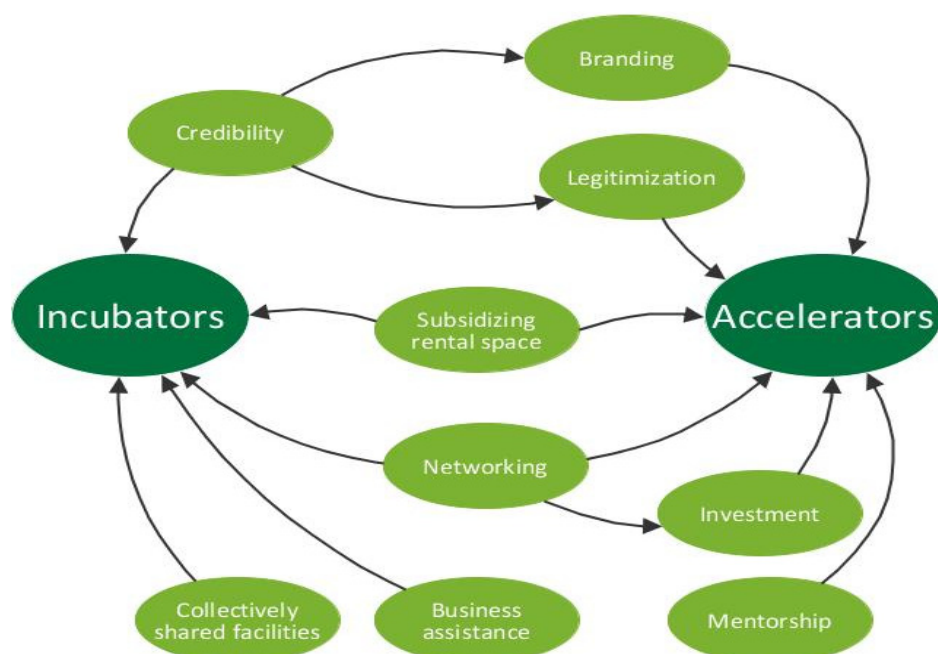 Branding
Credibility
Legitimization
Incubators
Subsidizing
rental space
Accelerators
Networking
Investment
Collectively
shared facilities
Business
assistance
Mentorship